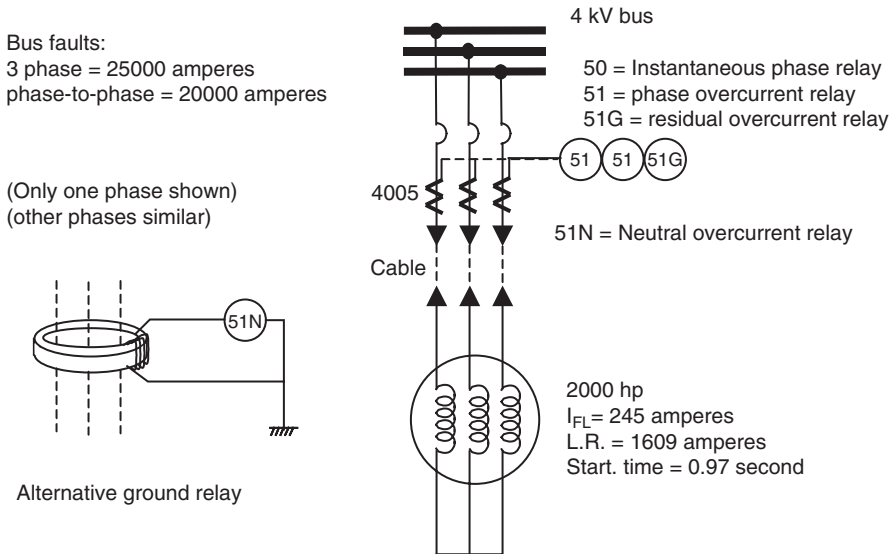 4 kV bus
Bus faults:
3 phase = 25000 amperes
phase-to-phase = 20000 amperes
50 = Instantaneous phase relay
51 = phase overcurrent relay
51G = residual overcurrent relay
51 51 51G
(Only one phase shown)
(other phases similar)
4005
51N = Neutral overcurrent relay
Cable
51N
2000 hp
I_FL= 245 amperes
L.R. = 1609 amperes
Start. time = 0.97 second
Alternative ground relay